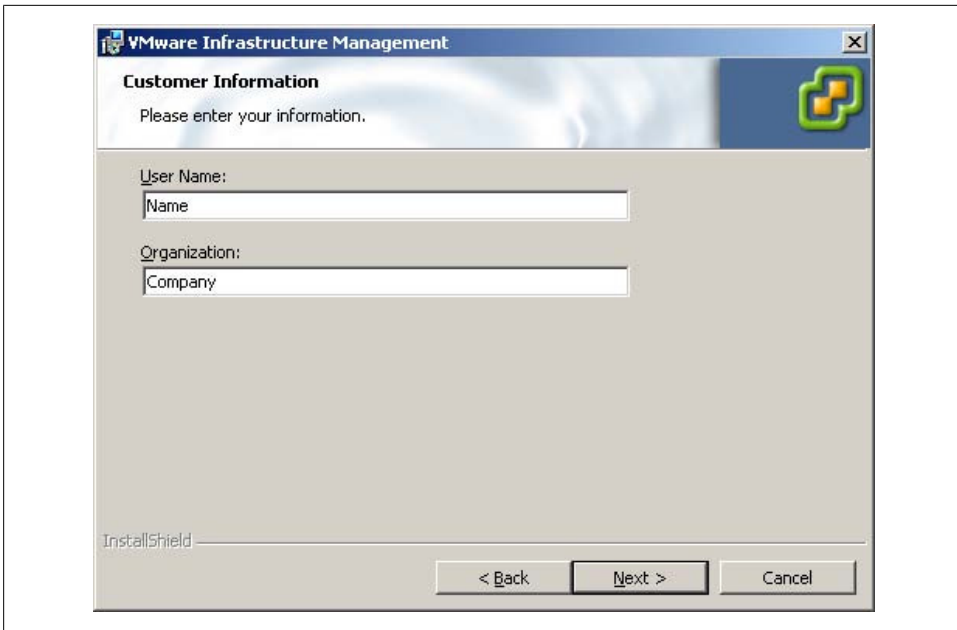 VMware Infrastructure Management
Customer Information
Please enter your information.
User Name:
Name
Organization:
Company
InstallShield
< Back
Next >
Cancel